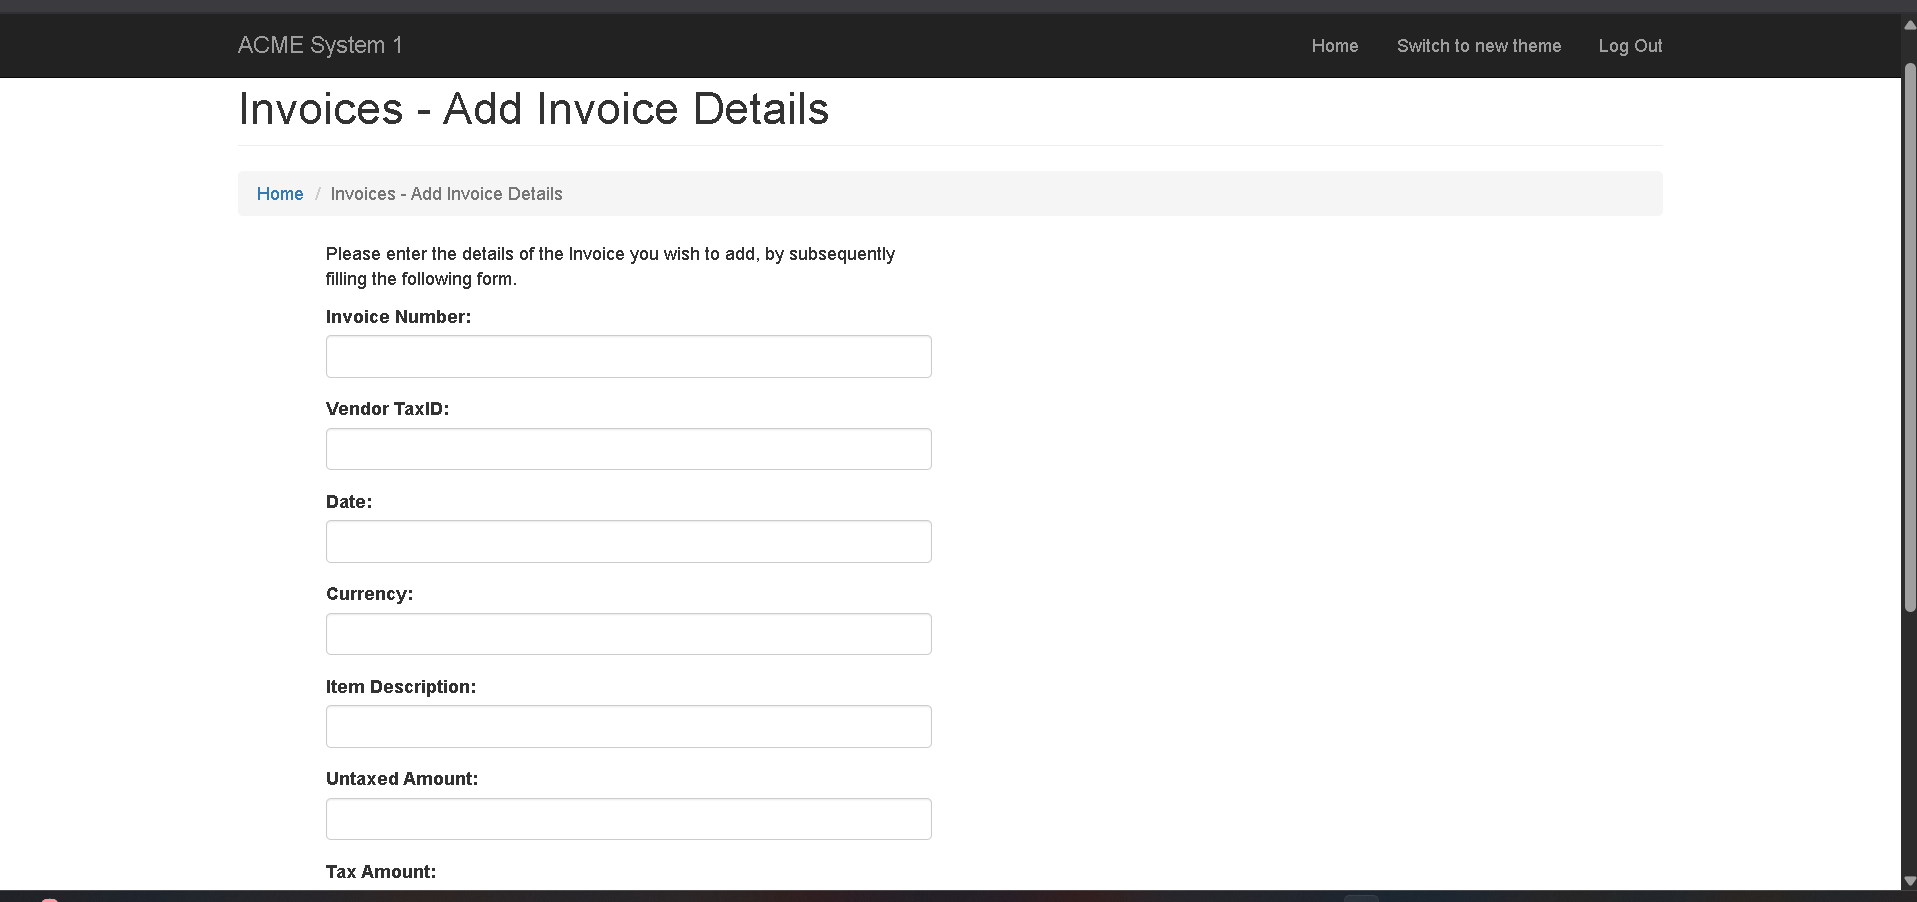 ACME System 1
Home
Switch to new theme
Log Out
Invoices - Add Invoice Details
Home / Invoices - Add Invoice Details
Please enter the details of the Invoice you wish to add, by subsequently
filling the following form.
Invoice Number:
Vendor TaxID:
Date:
Currency:
Item Description:
Untaxed Amount:
Tax Amount: